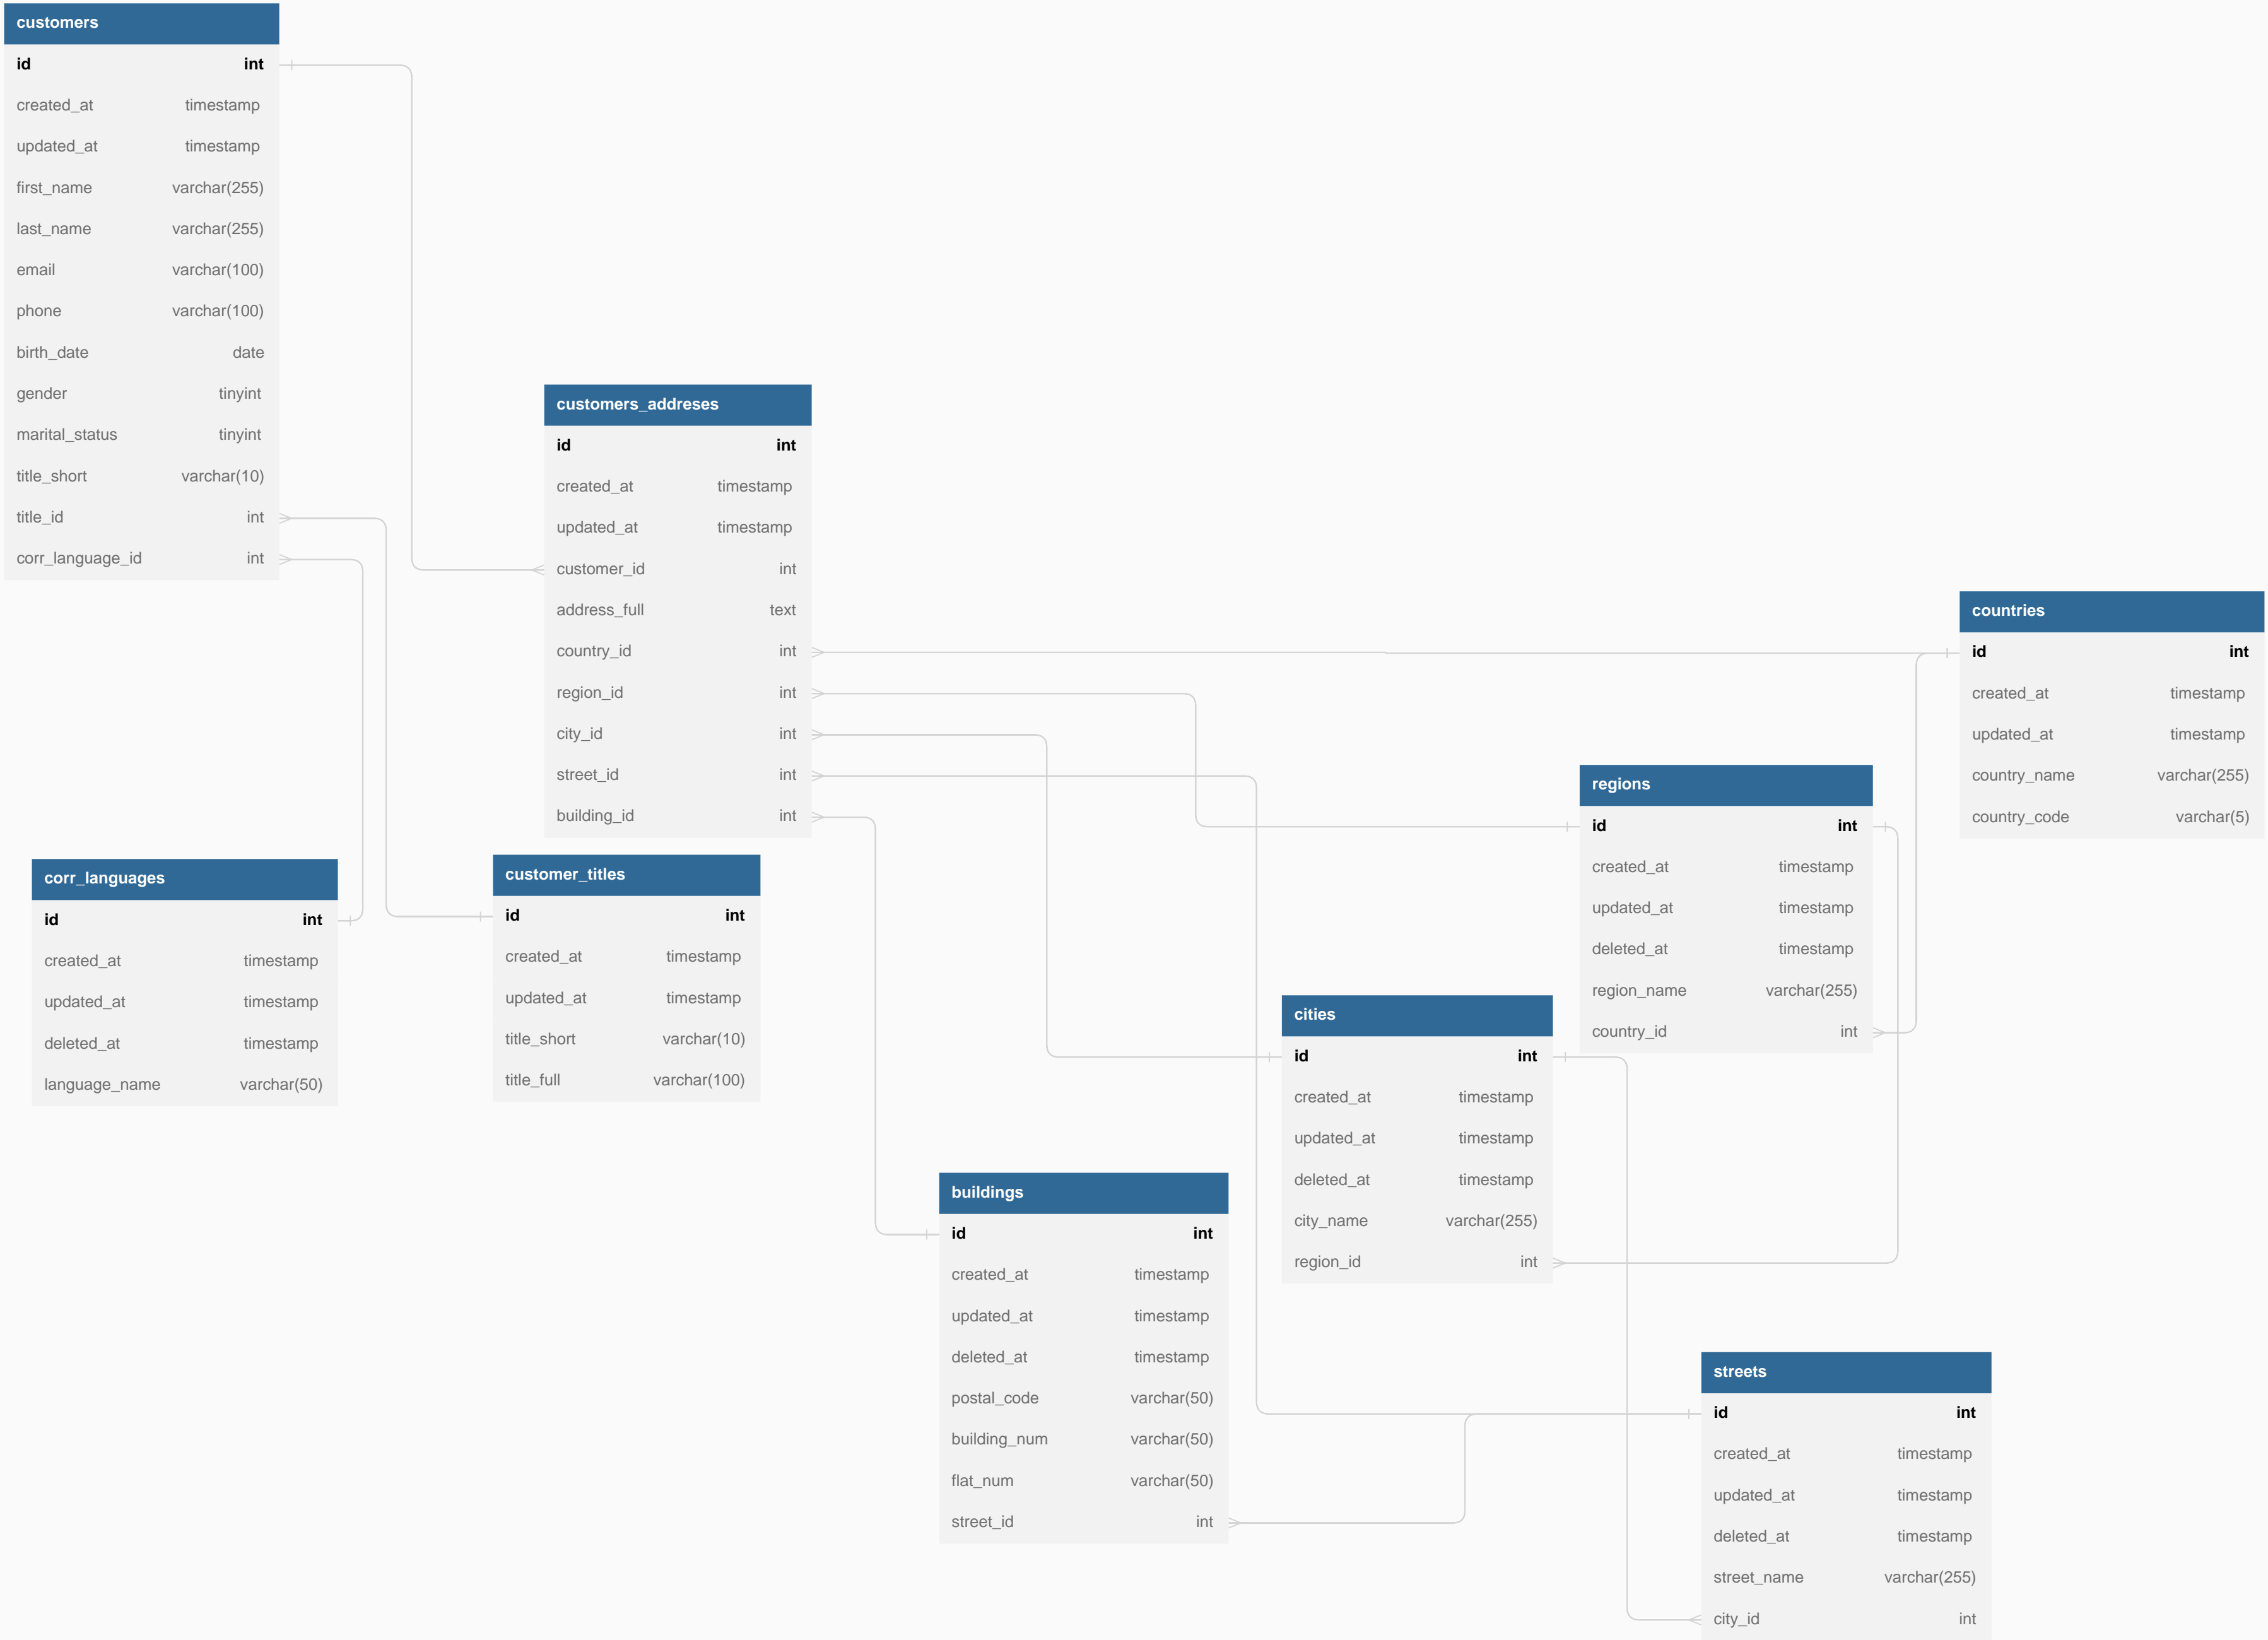 customers
id int
created_at timestamp
updated_at timestamp
first_name varchar(255)
last_name varchar(255)
email varchar(100)
phone varchar(100)
birth_date date
gender tinyint
marital_status tinyint
title_short varchar(10)
title_id int
corr_language_id int
customers_addreses
id int
created_at timestamp
updated_at timestamp
customer_id int
address_full text
country_id int
region_id int
city_id int
street_id int
building_id int
countries
id int
created_at timestamp
updated_at timestamp
country_name varchar(255)
country_code varchar(5)
regions
id int
created_at timestamp
updated_at timestamp
deleted_at timestamp
region_name varchar(255)
country_id int
corr_languages
id int
created_at timestamp
updated_at timestamp
deleted_at timestamp
language_name varchar(50)
customer_titles
id int
created_at timestamp
updated_at timestamp
title_short varchar(10)
title_full varchar(100)
cities
id int
created_at timestamp
updated_at timestamp
deleted_at timestamp
city_name varchar(255)
region_id int
buildings
id int
created_at timestamp
updated_at timestamp
deleted_at timestamp
postal_code varchar(50)
building_num varchar(50)
flat_num varchar(50)
street_id int
streets
id int
created_at timestamp
updated_at timestamp
deleted_at timestamp
street_name varchar(255)
city_id int